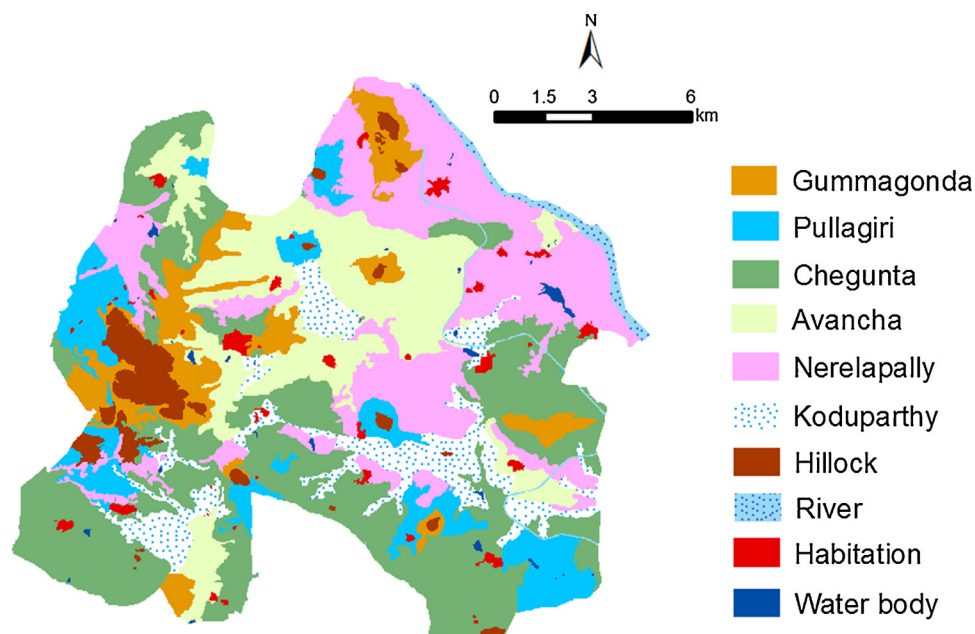 N
0 1.5 3 6
km
Gummagonda
Pullagiri
Chegunta
Avancha
Nerelapally
Koduparthy
Hillock
River
Habitation
Water body